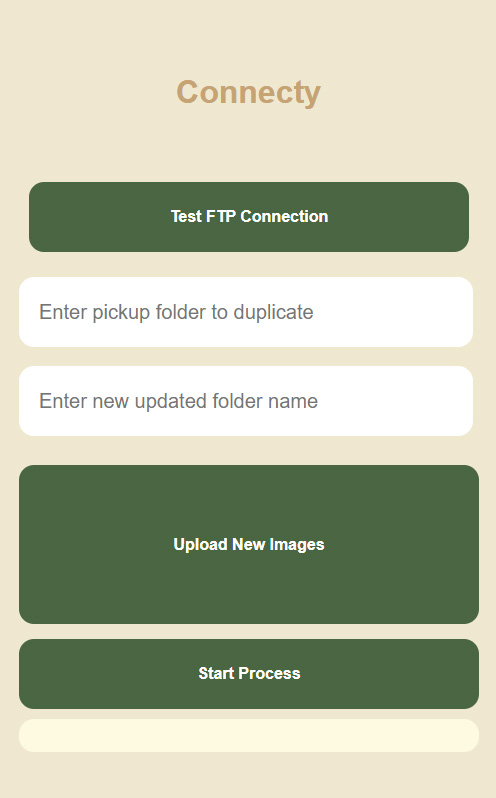 Connecty
Test FTP Connection
Enter pickup folder to duplicate
Enter new updated folder name
Upload New Images
Start Process